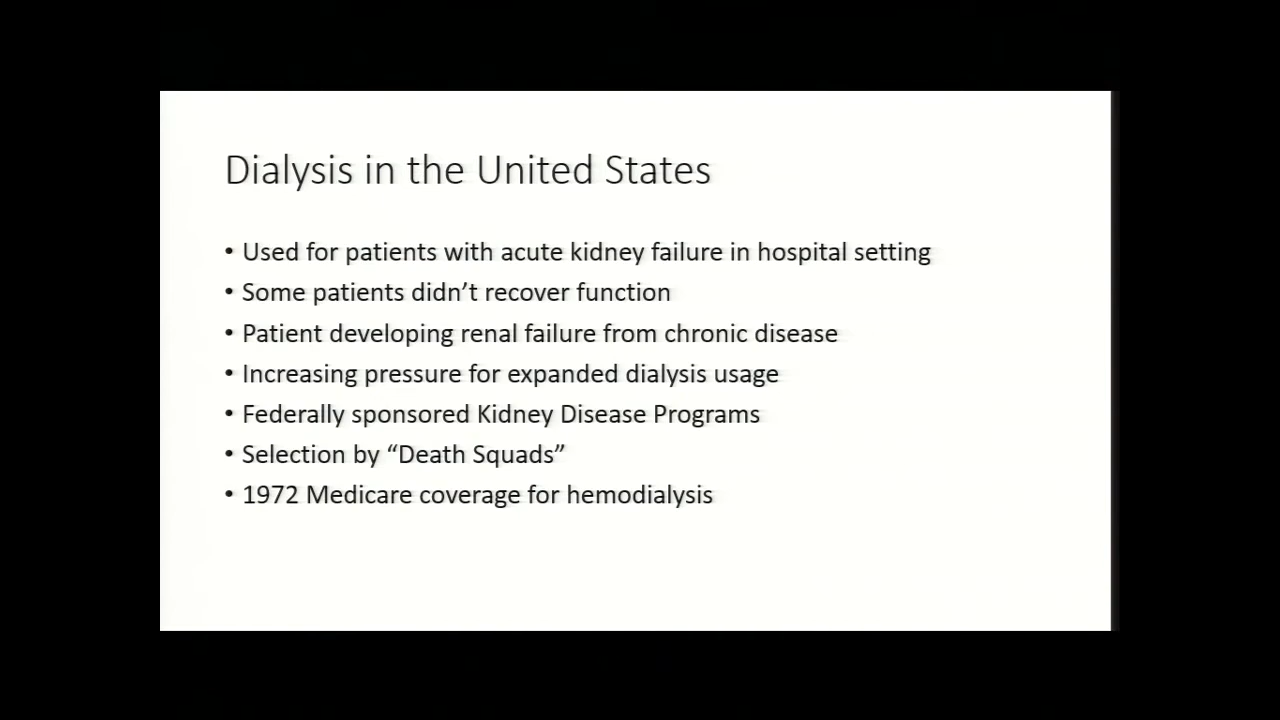 Dialysis in the United States
• Used for patients with acute kidney failure in hospital setting
• Some patients didn’t recover function
• Patient developing renal failure from chronic disease
• Increasing pressure for expanded dialysis usage
• Federally sponsored Kidney Disease Programs
• Selection by “Death Squads”
• 1972 Medicare coverage for hemodialysis